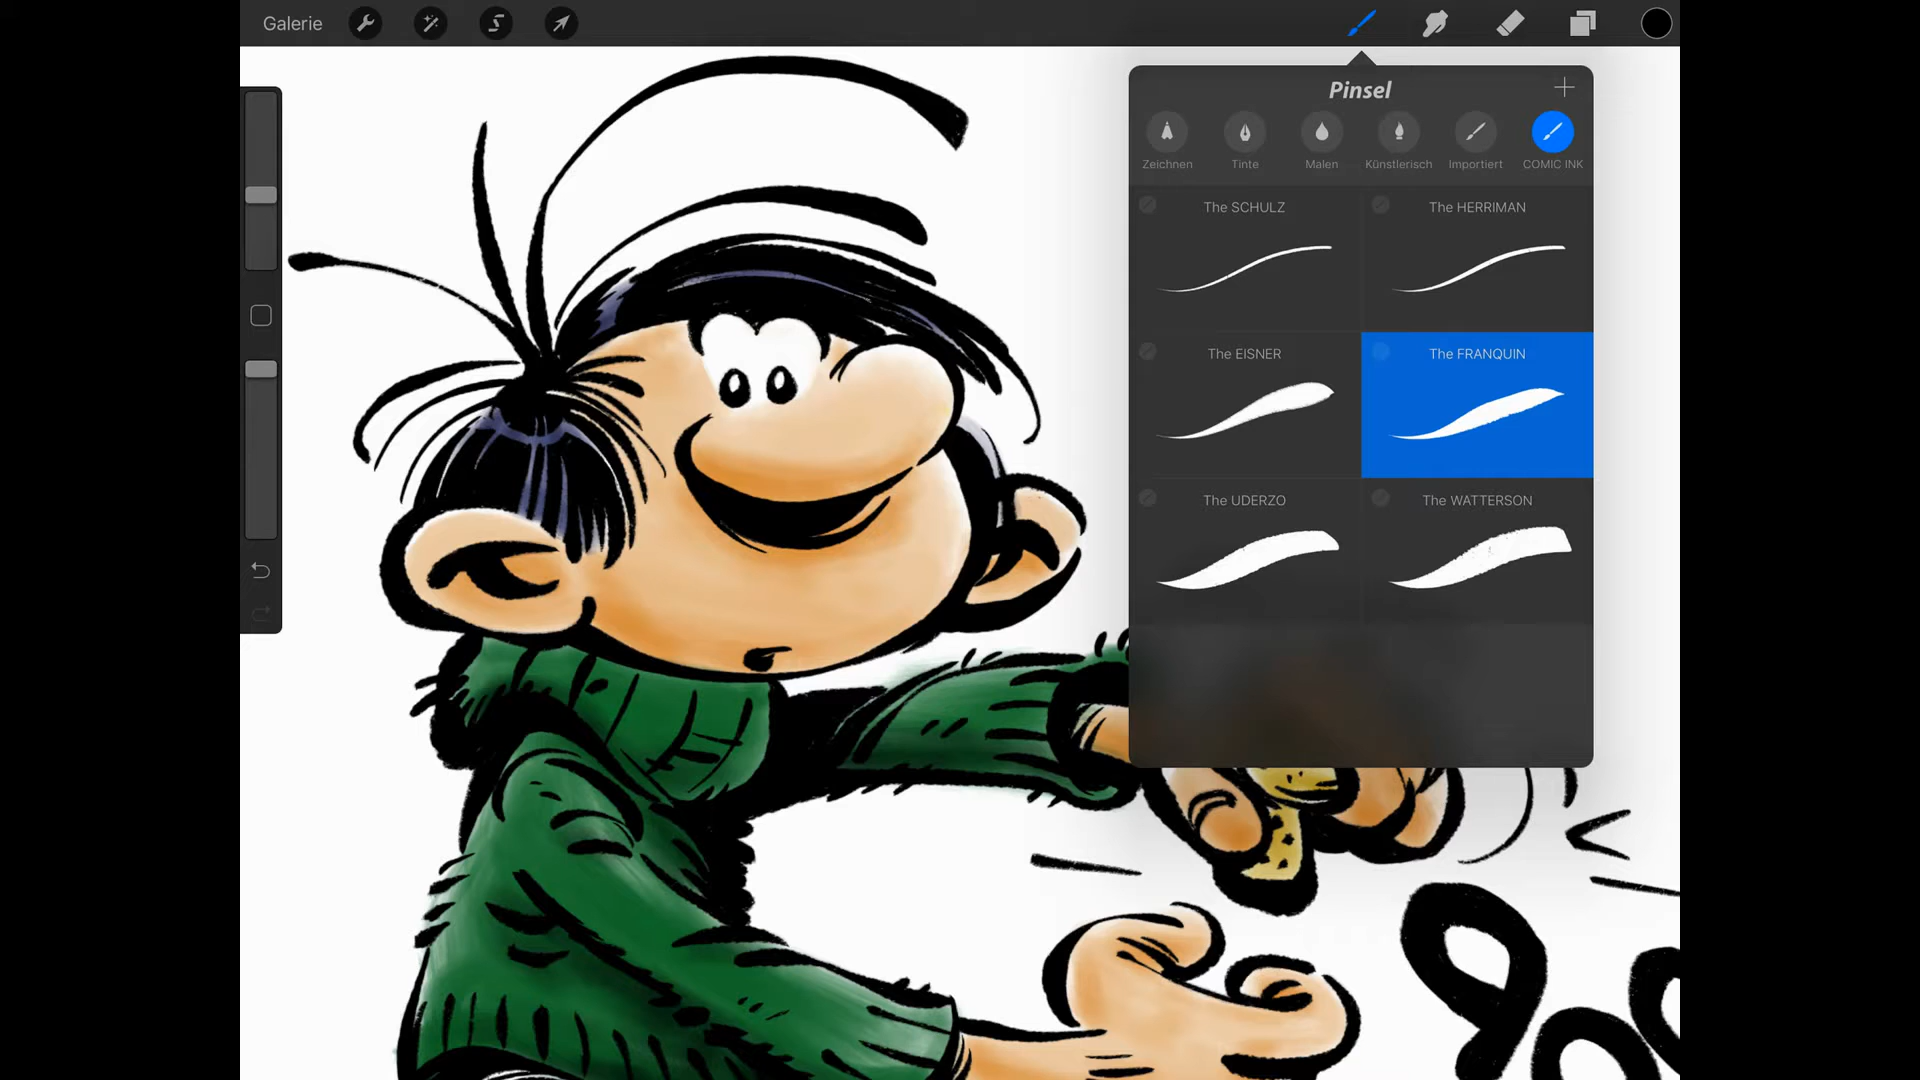 Galerie
Pinsel
Zeichnen
Tinte
Malen
Künstlerisch
Importiert
COMIC INK
The SCHULZ
The HERRIMAN
The EISNER
The FRANQUIN
The UDERZO
The WATTERSON